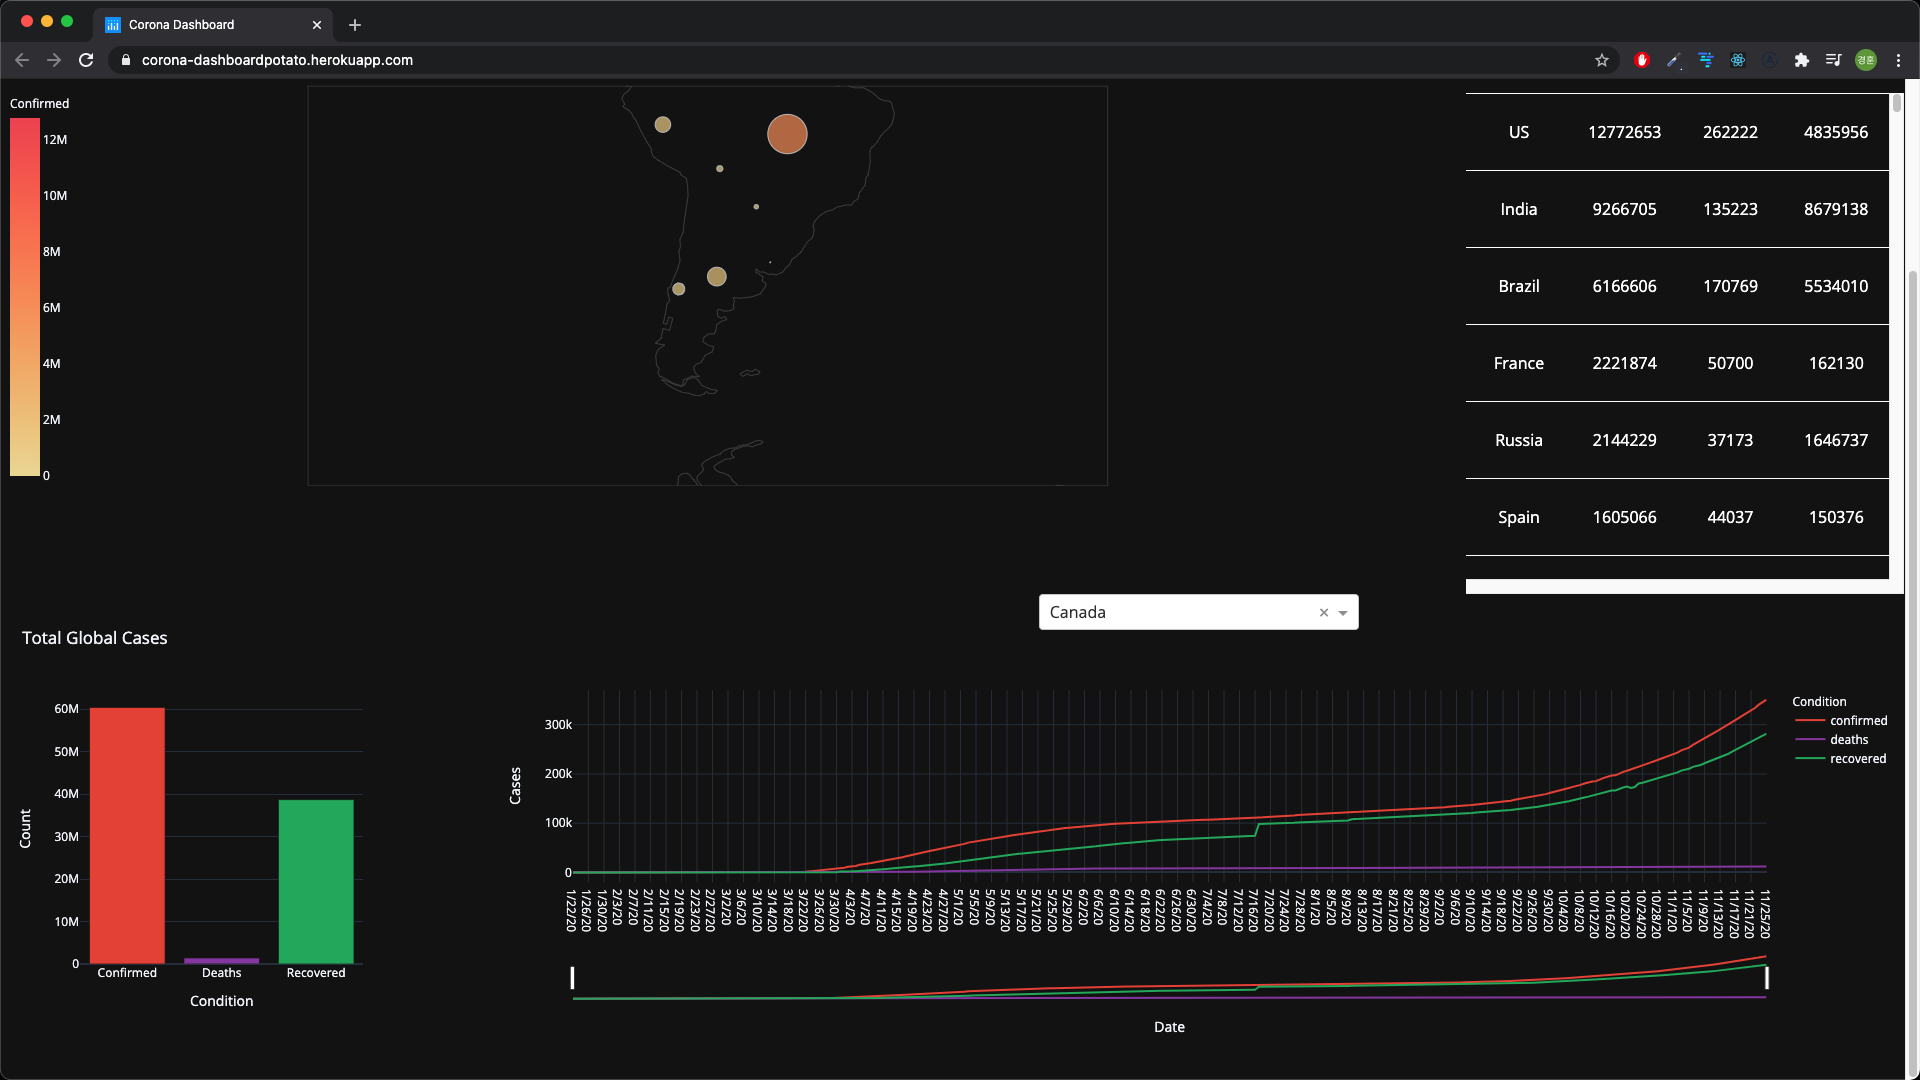 Corona Dashboard
corona-dashboardpotato.herokuapp.com
경훈
Confirmed
12M
10M
8M
6M
4M
2M
0
US 12772653 262222 4835956
India 9266705 135223 8679138
Brazil 6166606 170769 5534010
France 2221874 50700 162130
Russia 2144229 37173 1646737
Spain 1605066 44037 150376
Canada
Total Global Cases
60M
50M
40M
30M
20M
10M
0
Count
Confirmed Deaths Recovered
Condition
300k
200k
100k
0
Cases
1/22/20 1/26/20 1/30/20 2/3/20 2/7/20 2/11/20 2/15/20 2/19/20 2/23/20 2/27/20 3/2/20 3/6/20 3/10/20 3/14/20 3/18/20 3/22/20 3/26/20 3/30/20 4/3/20 4/7/20 4/11/20 4/15/20 4/19/20 4/23/20 4/27/20 5/1/20 5/5/20 5/9/20 5/13/20 5/17/20 5/21/20 5/25/20 5/29/20 6/2/20 6/6/20 6/10/20 6/14/20 6/18/20 6/22/20 6/26/20 6/30/20 7/4/20 7/8/20 7/12/20 7/16/20 7/20/20 7/24/20 7/28/20 8/1/20 8/5/20 8/9/20 8/13/20 8/17/20 8/21/20 8/25/20 8/29/20 9/2/20 9/6/20 9/10/20 9/14/20 9/18/20 9/22/20 9/26/20 9/30/20 10/4/20 10/8/20 10/12/20 10/16/20 10/20/20 10/24/20 10/28/20 11/1/20 11/5/20 11/9/20 11/13/20 11/17/20 11/21/20 11/25/20
Date
Condition
confirmed
deaths
recovered